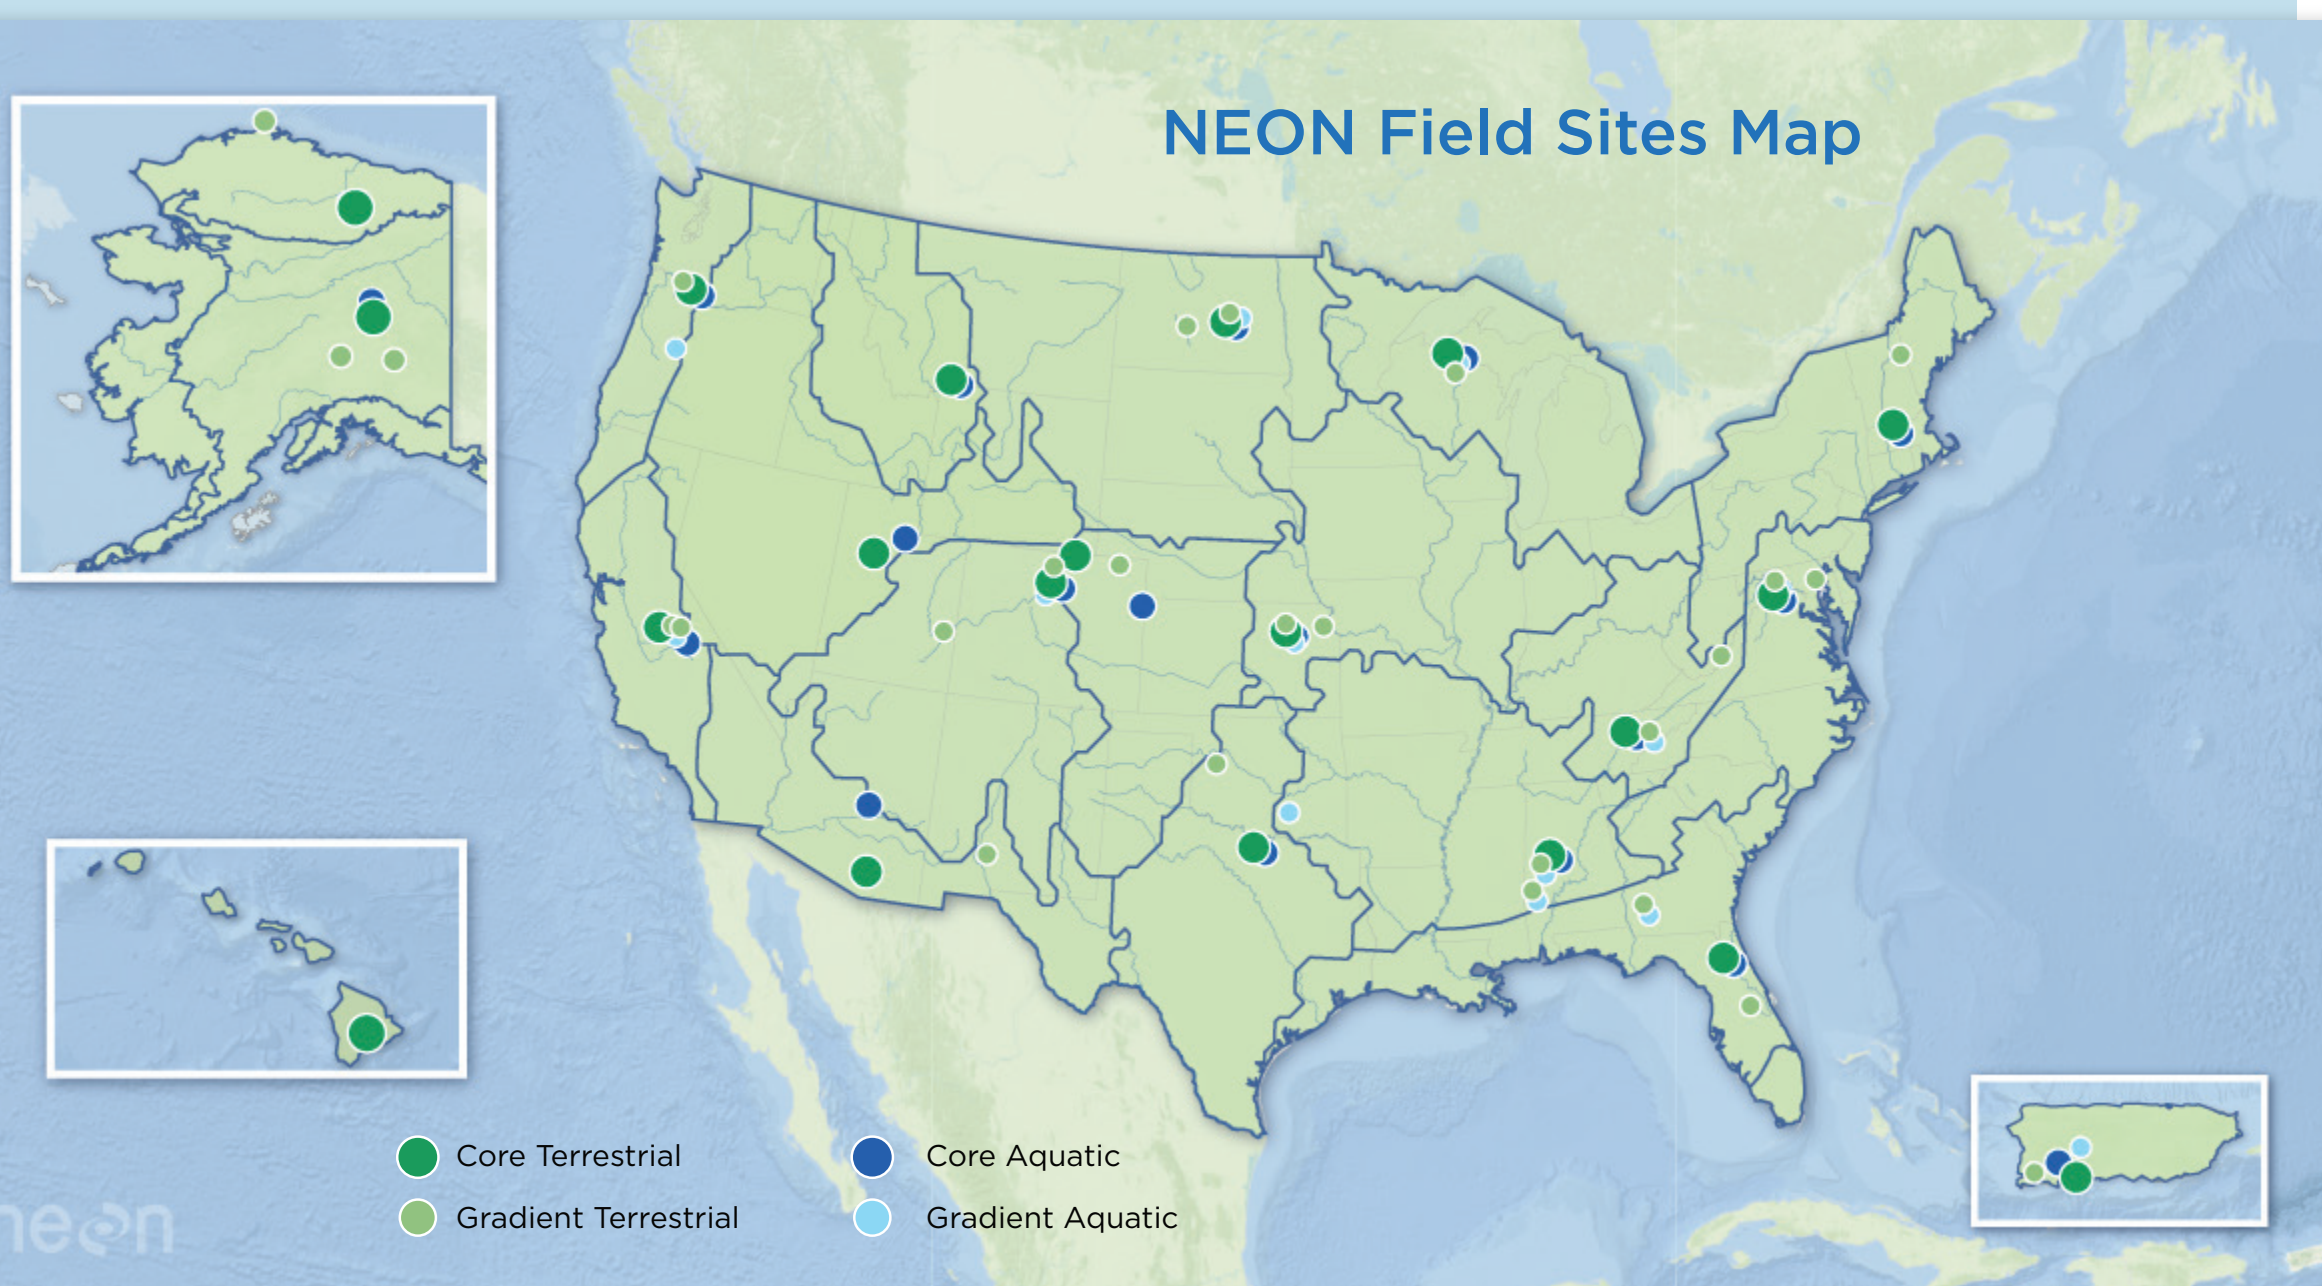 NEON Field Sites Map
Core Terrestrial
Core Aquatic
Gradient Terrestrial
Gradient Aquatic
neon